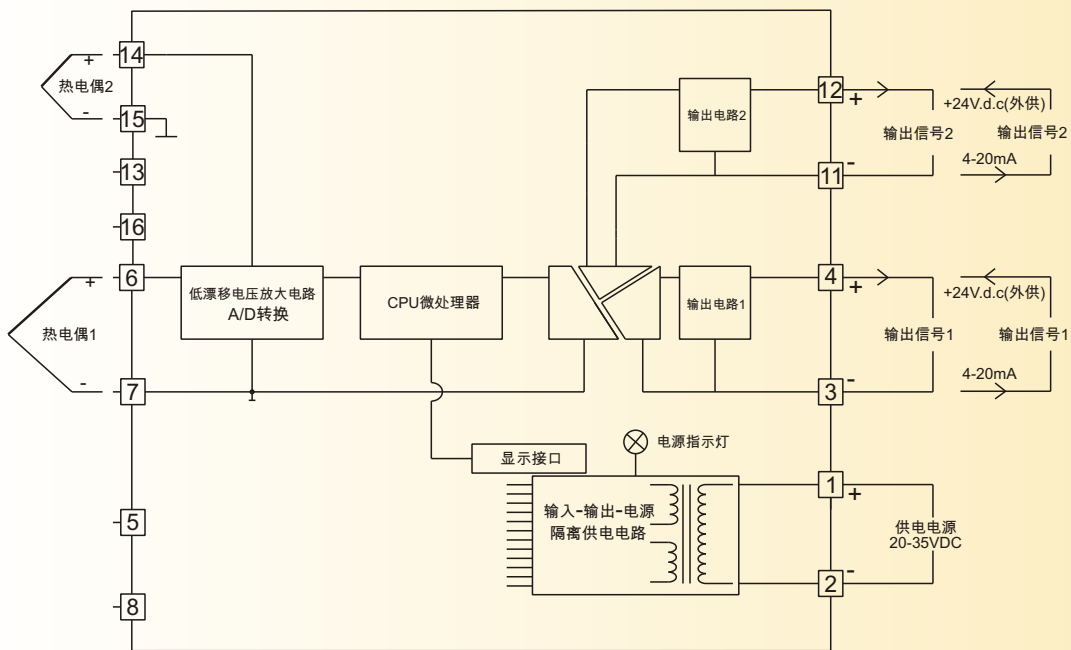 14
+
热电偶2
-
15
13
16
6
+
热电偶1
-
7
5
8
低漂移电压放大电路
A/D转换
CPU微处理器
输出电路2
输出电路1
显示接口
电源指示灯
输入-输出-电源
隔离供电电路
12
+
11
-
+24V.d.c(外供)
输出信号2
输出信号2
4-20mA
4
+
3
-
+24V.d.c(外供)
输出信号1
输出信号1
4-20mA
1
+
供电电源
20-35VDC
2
-